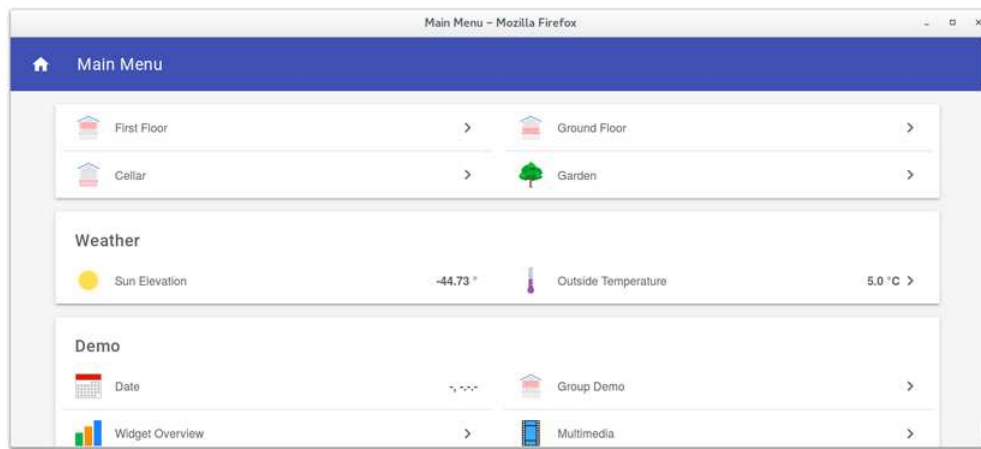 Main Menu – Mozilla Firefox
Main Menu
First Floor
Ground Floor
Cellar
Garden
Weather
Sun Elevation -44.73 °
Outside Temperature 5.0 °C
Demo
Date -, -.-.-
Group Demo
Widget Overview
Multimedia